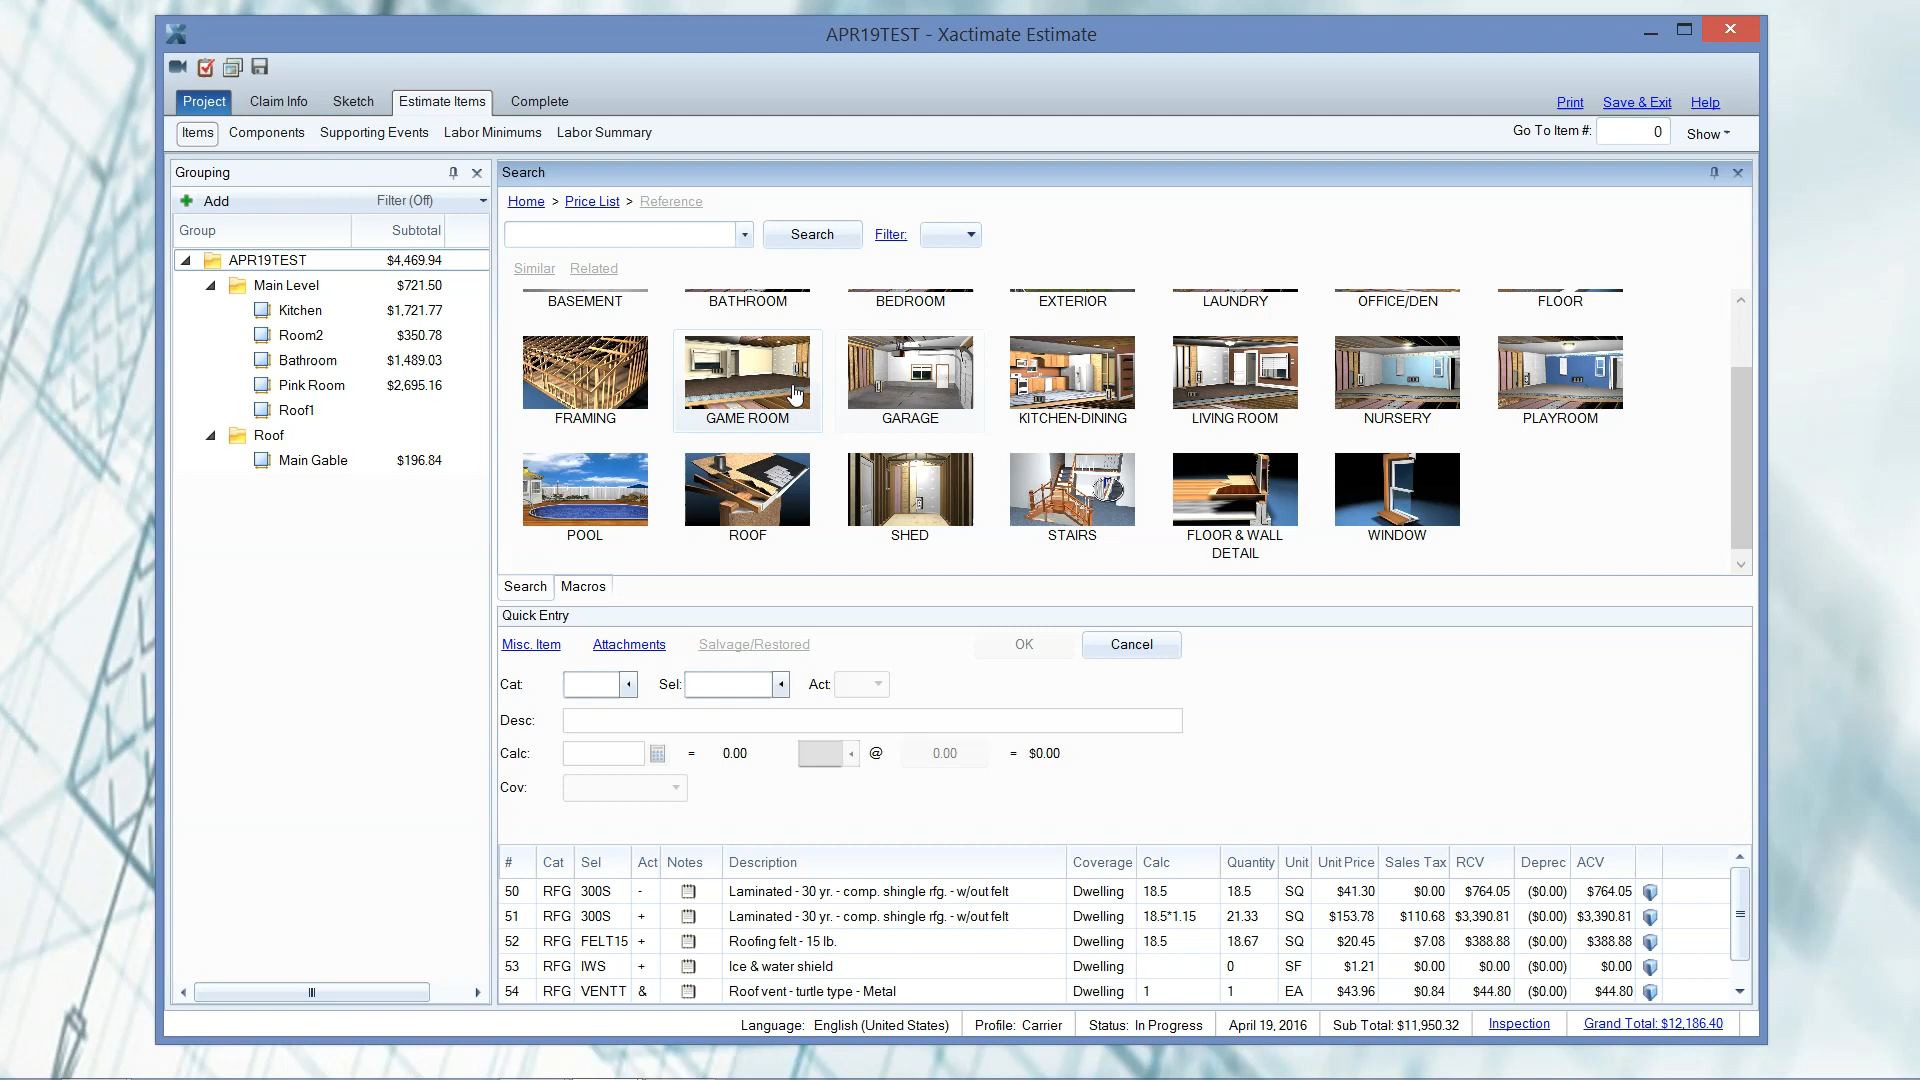 APR19TEST - Xactimate Estimate
Project Claim Info Sketch Estimate Items Complete Print Save & Exit Help
Items Components Supporting Events Labor Minimums Labor Summary Go To Item #: 0 Show
Grouping
Add Filter (Off)
Group Subtotal
APR19TEST $4,469.94
Main Level $721.50
Kitchen $1,721.77
Room2 $350.78
Bathroom $1,489.03
Pink Room $2,695.16
Roof1
Roof
Main Gable $196.84
Search
Home > Price List > Reference
Search Filter:
Similar Related
BASEMENT BATHROOM BEDROOM EXTERIOR LAUNDRY OFFICE/DEN FLOOR
FRAMING GAME ROOM GARAGE KITCHEN-DINING LIVING ROOM NURSERY PLAYROOM
POOL ROOF SHED STAIRS FLOOR & WALL DETAIL WINDOW
Search Macros
Quick Entry
Misc. Item Attachments Salvage/Restored OK Cancel
Cat: Sel: Act:
Desc:
Calc: = 0.00 @ 0.00 = $0.00
Cov:
# Cat Sel Act Notes Description Coverage Calc Quantity Unit Unit Price Sales Tax RCV Deprec ACV
50 RFG 300S - Laminated - 30 yr. - comp. shingle rfg. - w/out felt Dwelling 18.5 18.5 SQ $41.30 $0.00 $764.05 ($0.00) $764.05
51 RFG 300S + Laminated - 30 yr. - comp. shingle rfg. - w/out felt Dwelling 18.5*1.15 21.33 SQ $153.78 $110.68 $3,390.81 ($0.00) $3,390.81
52 RFG FELT15 + Roofing felt - 15 lb. Dwelling 18.5 18.67 SQ $20.45 $7.08 $388.88 ($0.00) $388.88
53 RFG IWS + Ice & water shield Dwelling 0 SF $1.21 $0.00 $0.00 ($0.00) $0.00
54 RFG VENTT & Roof vent - turtle type - Metal Dwelling 1 1 EA $43.96 $0.84 $44.80 ($0.00) $44.80
Language: English (United States) Profile: Carrier Status: In Progress April 19, 2016 Sub Total: $11,950.32 Inspection Grand Total: $12,186.40